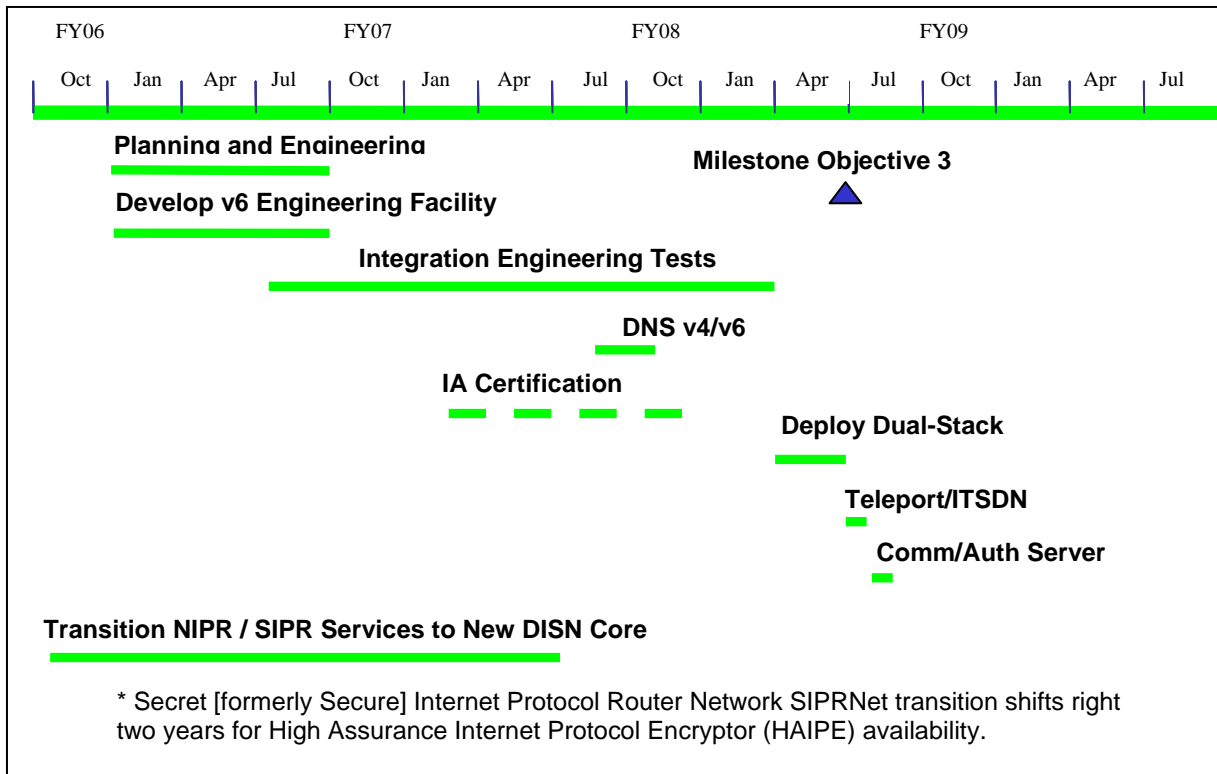 FY06 FY07 FY08 FY09
Oct Jan Apr Jul Oct Jan Apr Jul Oct Jan Apr Jul Oct Jan Apr Jul
Planning and Engineering
Milestone Objective 3
Develop v6 Engineering Facility
Integration Engineering Tests
DNS v4/v6
IA Certification
Deploy Dual-Stack
Teleport/ITSDN
Comm/Auth Server
Transition NIPR / SIPR Services to New DISN Core
* Secret [formerly Secure] Internet Protocol Router Network SIPRNet transition shifts right
two years for High Assurance Internet Protocol Encryptor (HAIPE) availability.